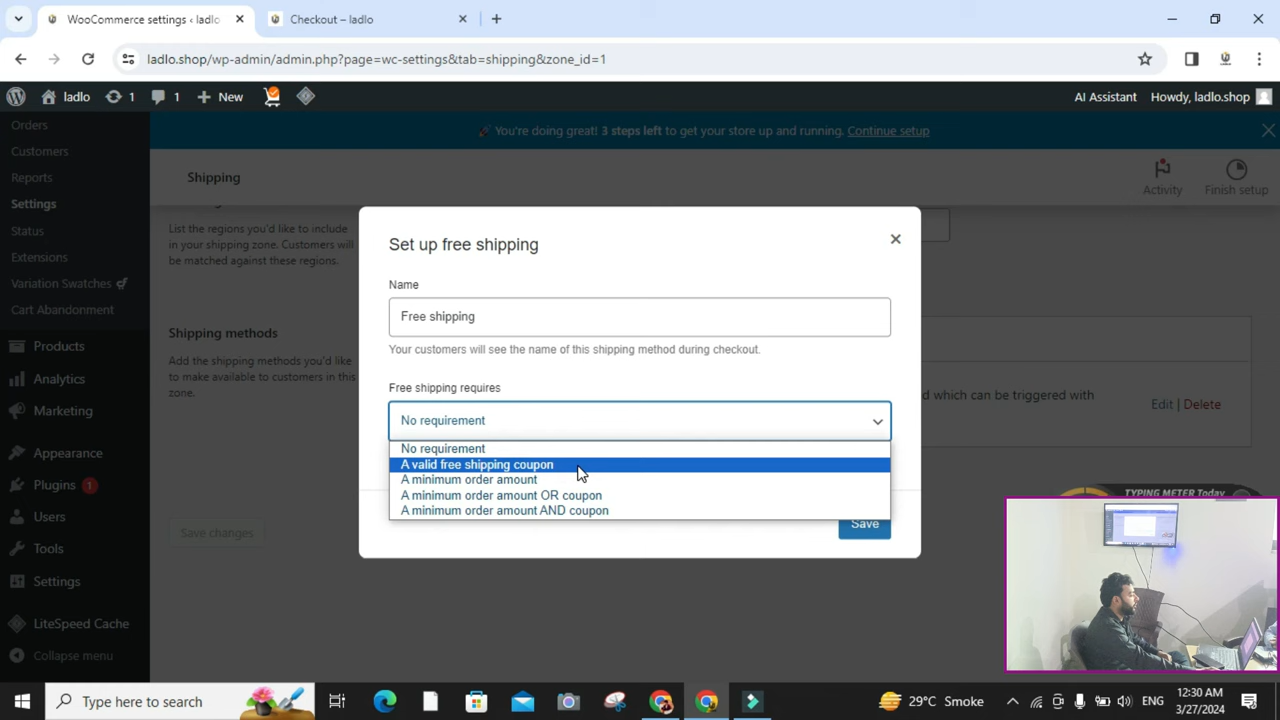 WooCommerce settings ‹ ladlo
Checkout – ladlo
ladlo.shop/wp-admin/admin.php?page=wc-settings&tab=shipping&zone_id=1
ladlo
1
1
New
AI Assistant
Howdy, ladlo.shop
Orders
Customers
Reports
Settings
Status
Extensions
Variation Swatches
Cart Abandonment
Products
Analytics
Marketing
Appearance
Plugins 1
Users
Tools
Settings
LiteSpeed Cache
Collapse menu
You're doing great! 3 steps left to get your store up and running. Continue setup
Shipping
Activity
Finish setup
List the regions you'd like to include
in your shipping zone. Customers will
be matched against these regions.
Shipping methods
Add the shipping methods you'd like
to make available to customers in this
zone.
Save changes
d which can be triggered with
Edit | Delete
Set up free shipping
Name
Free shipping
Your customers will see the name of this shipping method during checkout.
Free shipping requires
No requirement
No requirement
A valid free shipping coupon
A minimum order amount
A minimum order amount OR coupon
A minimum order amount AND coupon
Save
TYPING METER Today
Type here to search
29°C Smoke
ENG
12:30 AM
3/27/2024